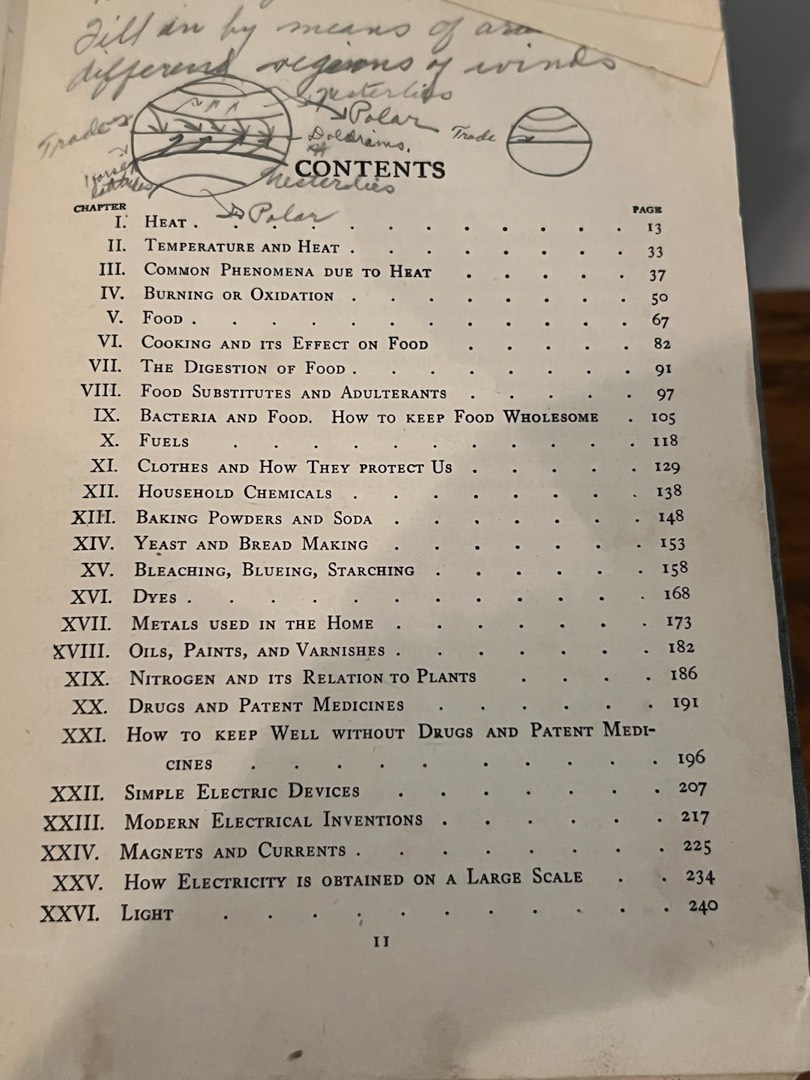 Fill in by means of
different regions of winds
Westerlies
Polar
Trades
Doldrums.
Trade
CONTENTS
Horse
Latitudes
Westerlies
Polar
CHAPTER PAGE
I. HEAT . . . . . . . . . . . 13
II. TEMPERATURE AND HEAT . . . . . . . 33
III. COMMON PHENOMENA DUE TO HEAT . . . . . 37
IV. BURNING OR OXIDATION . . . . . . . 50
V. FOOD . . . . . . . . . . . 67
VI. COOKING AND ITS EFFECT ON FOOD . . . . . 82
VII. THE DIGESTION OF FOOD . . . . . . . 91
VIII. FOOD SUBSTITUTES AND ADULTERANTS . . . . . 97
IX. BACTERIA AND FOOD. HOW TO KEEP FOOD WHOLESOME . 105
X. FUELS . . . . . . . . . . 118
XI. CLOTHES AND HOW THEY PROTECT US . . . . . 129
XII. HOUSEHOLD CHEMICALS . . . . . . . 138
XIII. BAKING POWDERS AND SODA . . . . . . 148
XIV. YEAST AND BREAD MAKING . . . . . . 153
XV. BLEACHING, BLUEING, STARCHING . . . . . 158
XVI. DYES . . . . . . . . . . . 168
XVII. METALS USED IN THE HOME . . . . . . 173
XVIII. OILS, PAINTS, AND VARNISHES . . . . . . 182
XIX. NITROGEN AND ITS RELATION TO PLANTS . . . . 186
XX. DRUGS AND PATENT MEDICINES . . . . . . 191
XXI. HOW TO KEEP WELL WITHOUT DRUGS AND PATENT MEDI-
CINES . . . . . . . . . . 196
XXII. SIMPLE ELECTRIC DEVICES . . . . . . 207
XXIII. MODERN ELECTRICAL INVENTIONS . . . . . . 217
XXIV. MAGNETS AND CURRENTS . . . . . . . . 225
XXV. HOW ELECTRICITY IS OBTAINED ON A LARGE SCALE . . 234
XXVI. LIGHT . . . . . . . . . . . 240
11